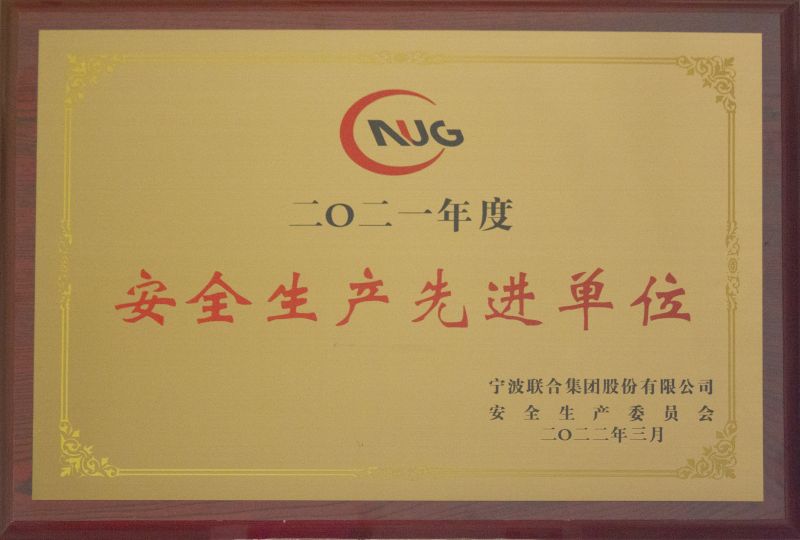 NUG
二〇二一年度
安全生产先进单位
宁波联合集团股份有限公司
安全生产委员会
二〇二二年三月